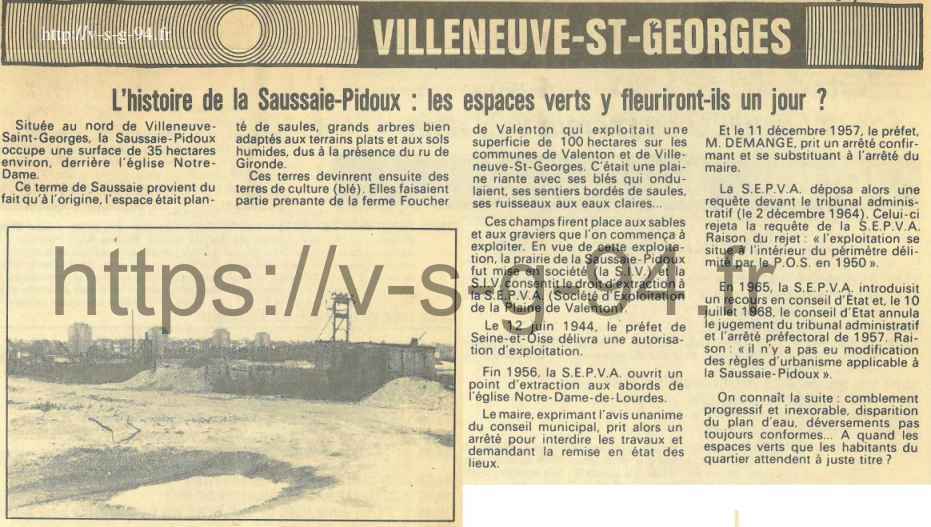 http://v-s-g-94.fr
VILLENEUVE-ST-GEORGES
L'histoire de la Saussaie-Pidoux : les espaces verts y fleuriront-ils un jour ?
Située au nord de Villeneuve-
Saint-Georges, la Saussaie-Pidoux
occupe une surface de 35 hectares
environ, derrière l'église Notre-
Dame.
Ce terme de Saussaie provient du
fait qu'à l'origine, l'espace était plan-
té de saules, grands arbres bien
adaptés aux terrains plats et aux sols
humides, dus à la présence du ru de
Gironde.
Ces terres devinrent ensuite des
terres de culture (blé). Elles faisaient
partie prenante de la ferme Foucher
de Valenton qui exploitait une
superficie de 100 hectares sur les
communes de Valenton et de Ville-
neuve-St-Georges. C'était une plai-
ne riante avec ses blés qui ondu-
laient, ses sentiers bordés de saules,
ses ruisseaux aux eaux claires...
Ces champs firent place aux sables
et aux graviers que l'on commença à
exploiter. En vue de cette exploita-
tion, la prairie de la Saussaie-Pidoux
fut mise en société (la S.I.V.) et la
S.I.V. consentit le droit d'extraction à
la S.E.P.V.A. (Société d'Exploitation
de la Plaine de Valenton).
Le 12 juin 1944, le préfet de
Seine-et-Oise délivra une autorisa-
tion d'exploitation.
Fin 1956, la S.E.P.V.A. ouvrit un
point d'extraction aux abords de
l'église Notre-Dame-de-Lourdes.
Le maire, exprimant l'avis unanime
du conseil municipal, prit alors un
arrêté pour interdire les travaux et
demandant la remise en état des
lieux.
Et le 11 décembre 1957, le préfet,
M. DEMANGE, prit un arrêté confir-
mant et se substituant à l'arrêté du
maire.
La S.E.P.V.A. déposa alors une
requête devant le tribunal adminis-
tratif (le 2 décembre 1964). Celui-ci
rejeta la requête de la S.E.P.V.A.
Raison du rejet : « l'exploitation se
situe à l'intérieur du périmètre déli-
mité par le P.O.S. en 1950 ».
En 1965, la S.E.P.V.A. introduisit
un recours en conseil d'État et, le 10
juillet 1968, le conseil d'Etat annula
le jugement du tribunal administratif
et l'arrêté préfectoral de 1957. Rai-
son : « il n'y a pas eu modification
des règles d'urbanisme applicable à
la Saussaie-Pidoux ».
On connaît la suite : comblement
progressif et inexorable, disparition
du plan d'eau, déversements pas
toujours conformes... A quand les
espaces verts que les habitants du
quartier attendent à juste titre ?
https://v-s-g-94.fr